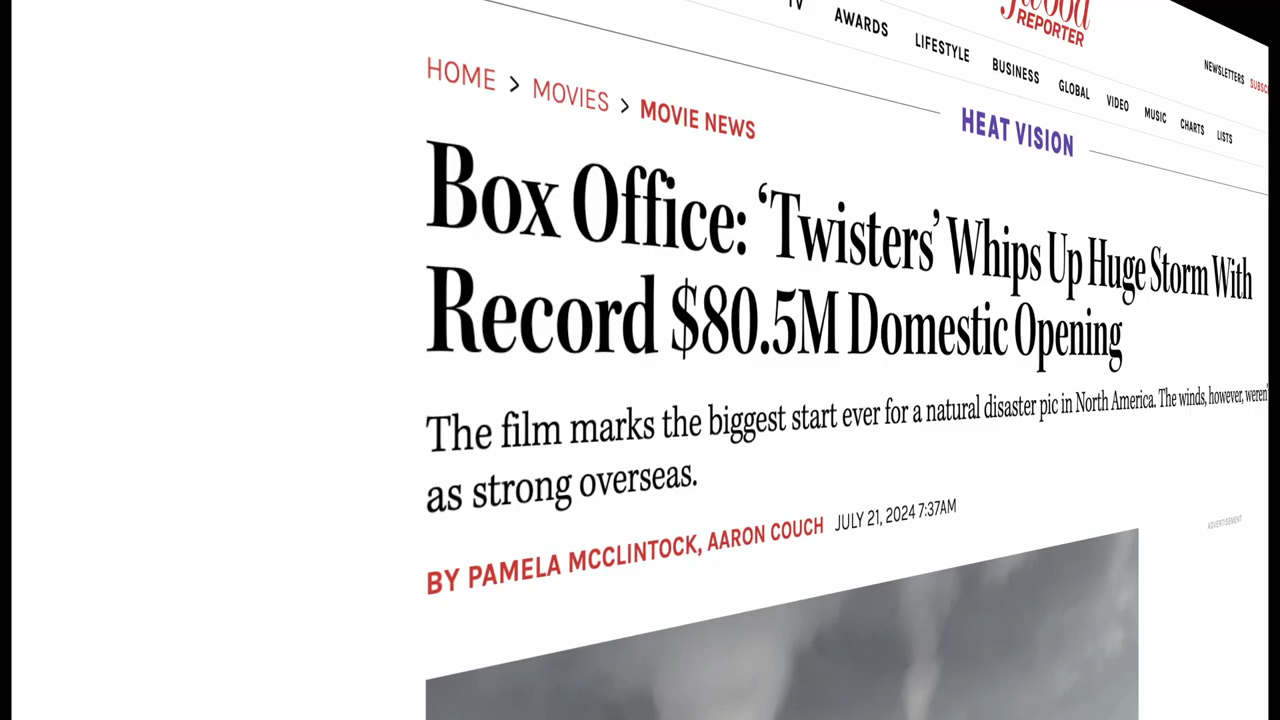 TV AWARDS LIFESTYLE BUSINESS GLOBAL VIDEO MUSIC CHARTS LISTS
REPORTER
NEWSLETTERS
HOME > MOVIES > MOVIE NEWS
HEAT VISION
Box Office: ‘Twisters’ Whips Up Huge Storm With
Record $80.5M Domestic Opening
The film marks the biggest start ever for a natural disaster pic in North America. The winds, however, weren't
as strong overseas.
BY PAMELA MCCLINTOCK, AARON COUCH JULY 21, 2024 7:37AM
ADVERTISEMENT